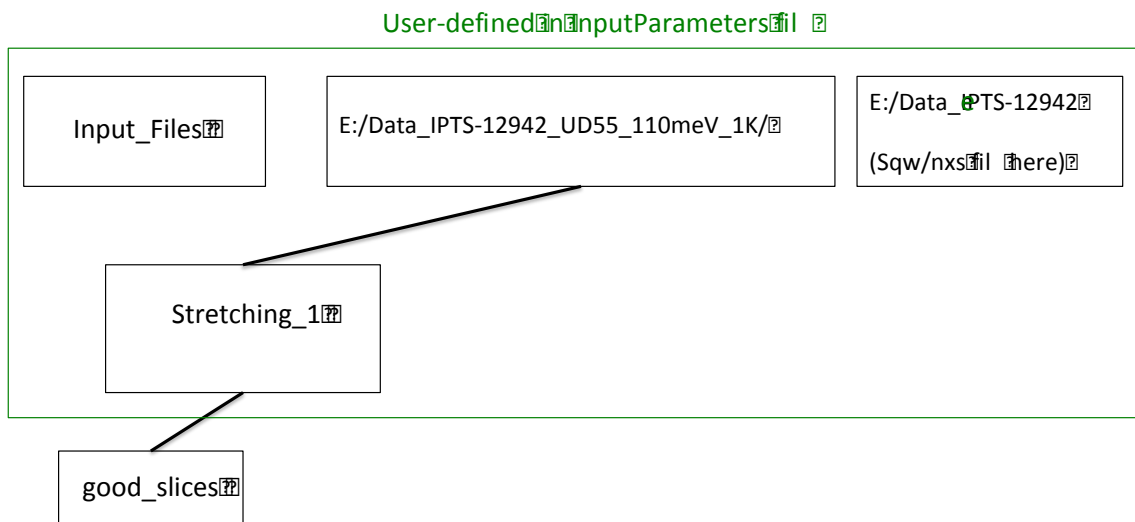 User-defined in InputParameters fil
Input_Files
E:/Data_IPTS-12942_UD55_110meV_1K/
E:/Data_IPTS-12942
(Sqw/nxs fil here)
Stretching_1
good_slices